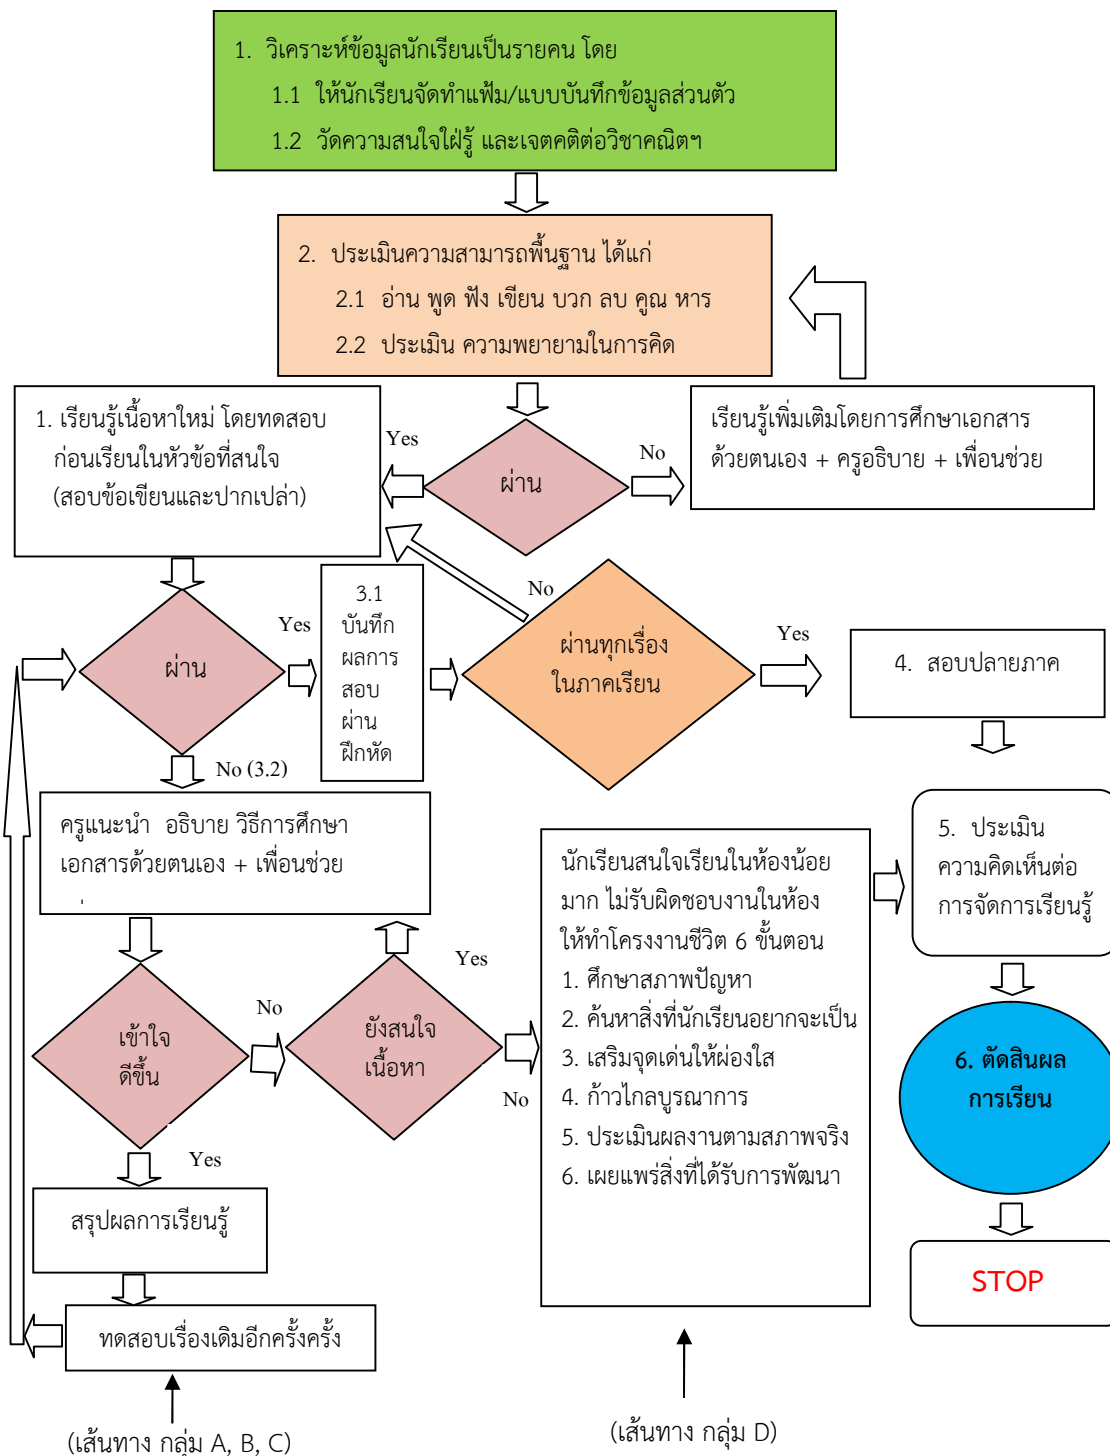 1. วิเคราะห์ข้อมูลนักเรียนเป็นรายคน โดย
1.1 ให้นักเรียนจัดทำแฟ้ม/แบบบันทึกข้อมูลส่วนตัว
1.2 วัดความสนใจใฝ่รู้ และเจตคติต่อวิชาคณิตฯ
2. ประเมินความสามารถพื้นฐาน ได้แก่
2.1 อ่าน พูด ฟัง เขียน บวก ลบ คูณ หาร
2.2 ประเมิน ความพยายามในการคิด
1. เรียนรู้เนื้อหาใหม่ โดยทดสอบ
ก่อนเรียนในหัวข้อที่สนใจ
(สอบข้อเขียนและปากเปล่า)
Yes
ผ่าน
No
เรียนรู้เพิ่มเติมโดยการศึกษาเอกสาร
ด้วยตนเอง + ครูอธิบาย + เพื่อนช่วย
ผ่าน
Yes
3.1
บันทึก
ผลการ
สอบ
ผ่าน
ฝึกหัด
No
ผ่านทุกเรื่อง
ในภาคเรียน
Yes
4. สอบปลายภาค
No (3.2)
ครูแนะนำ อธิบาย วิธีการศึกษา
เอกสารด้วยตนเอง + เพื่อนช่วย
เข้าใจ
ดีขึ้น
No
ยังสนใจ
เนื้อหา
Yes
No
นักเรียนสนใจเรียนในห้องน้อย
มาก ไม่รับผิดชอบงานในห้อง
ให้ทำโครงงานชีวิต 6 ขั้นตอน
1. ศึกษาสภาพปัญหา
2. ค้นหาสิ่งที่นักเรียนอยากจะเป็น
3. เสริมจุดเด่นให้ผ่องใส
4. ก้าวไกลบูรณาการ
5. ประเมินผลงานตามสภาพจริง
6. เผยแพร่สิ่งที่ได้รับการพัฒนา
5. ประเมิน
ความคิดเห็นต่อ
การจัดการเรียนรู้
6. ตัดสินผล
การเรียน
STOP
Yes
สรุปผลการเรียนรู้
ทดสอบเรื่องเดิมอีกครั้งครั้ง
(เส้นทาง กลุ่ม A, B, C)
(เส้นทาง กลุ่ม D)